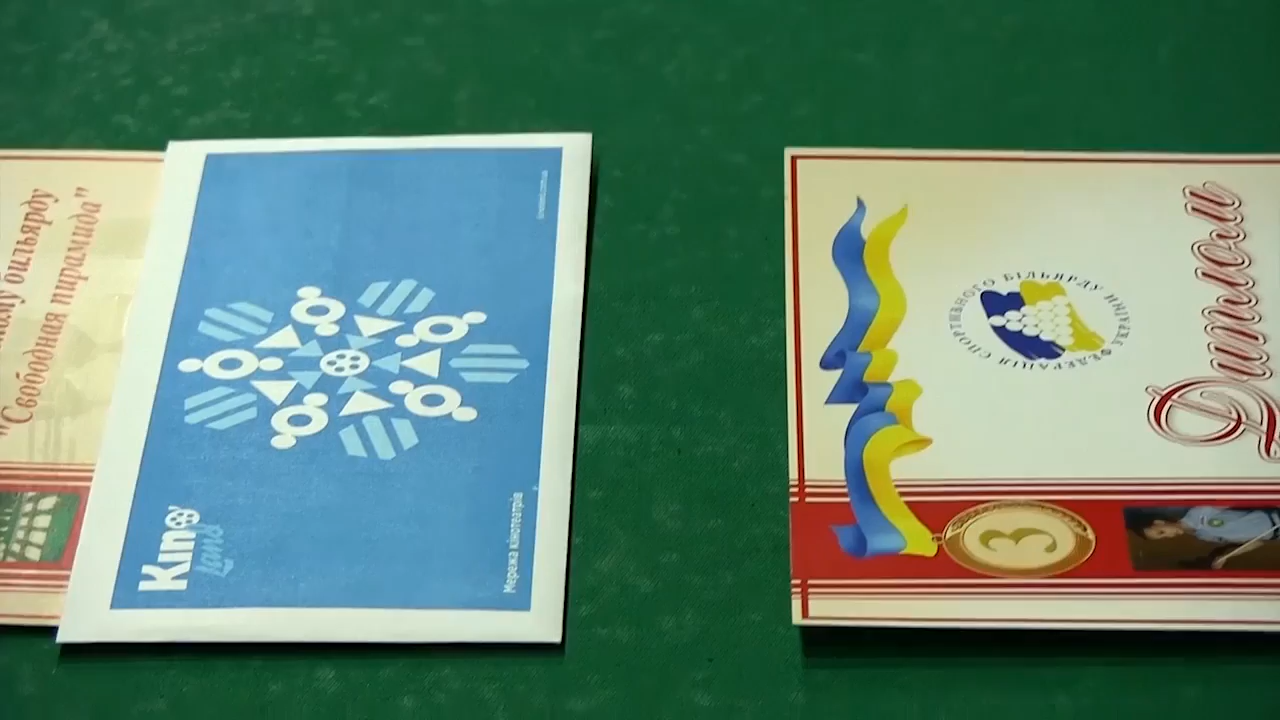 бильярду
"Свободная пирамида"
Kino
Land
Мережа кінотеатрів
ФЕДЕРАЦІЯ СПОРТИВНОГО БІЛЬЯРДУ УКРАЇНИ
Диплом
3